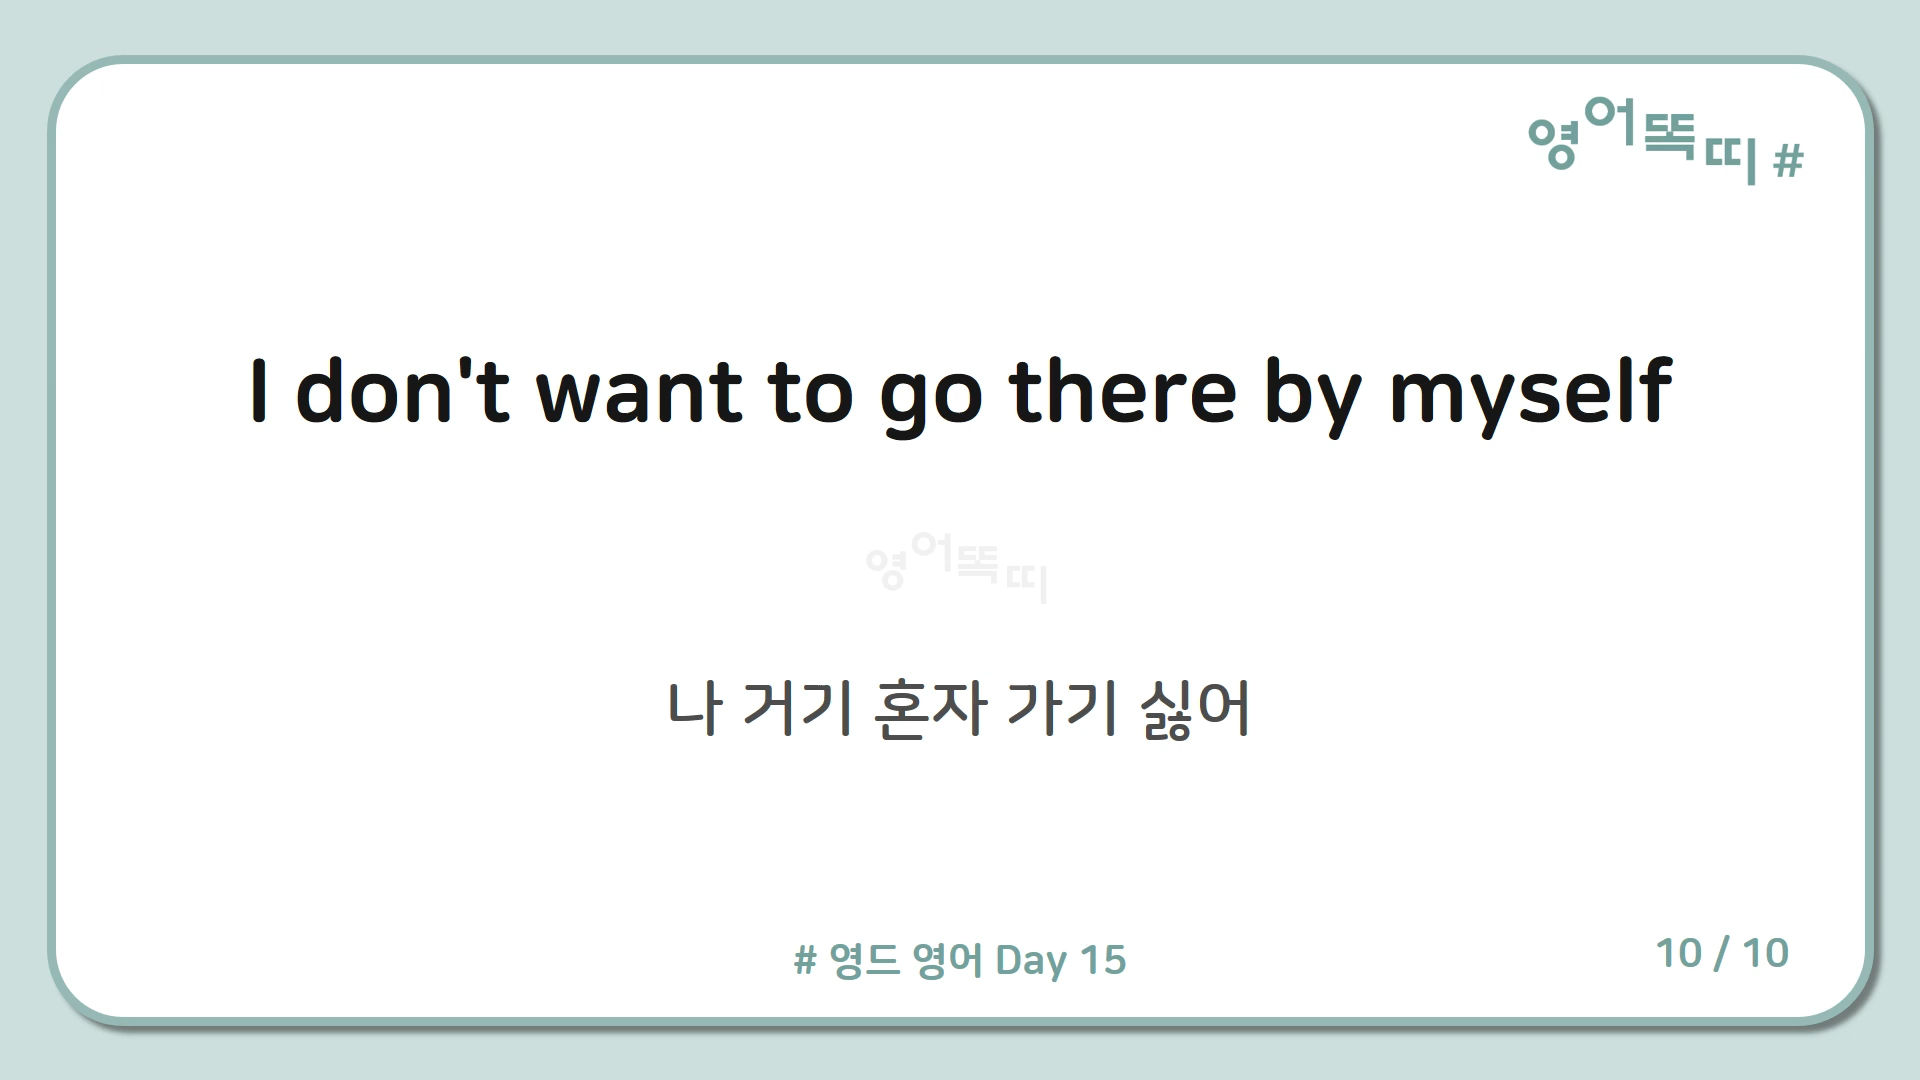 영어똑띠 #
I don't want to go there by myself
영어똑띠
나 거기 혼자 가기 싫어
# 영드 영어 Day 15
10 / 10